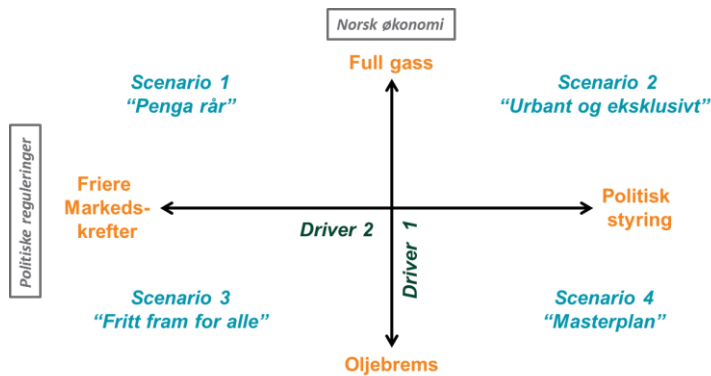 Norsk økonomi
Full gass
Scenario 1
“Penga rår”
Scenario 2
“Urbant og eksklusivt”
Politiske reguleringer
Friere
Markeds-
krefter
Politisk
styring
Driver 2
Driver 1
Scenario 3
“Fritt fram for alle”
Scenario 4
“Masterplan”
Oljebrems